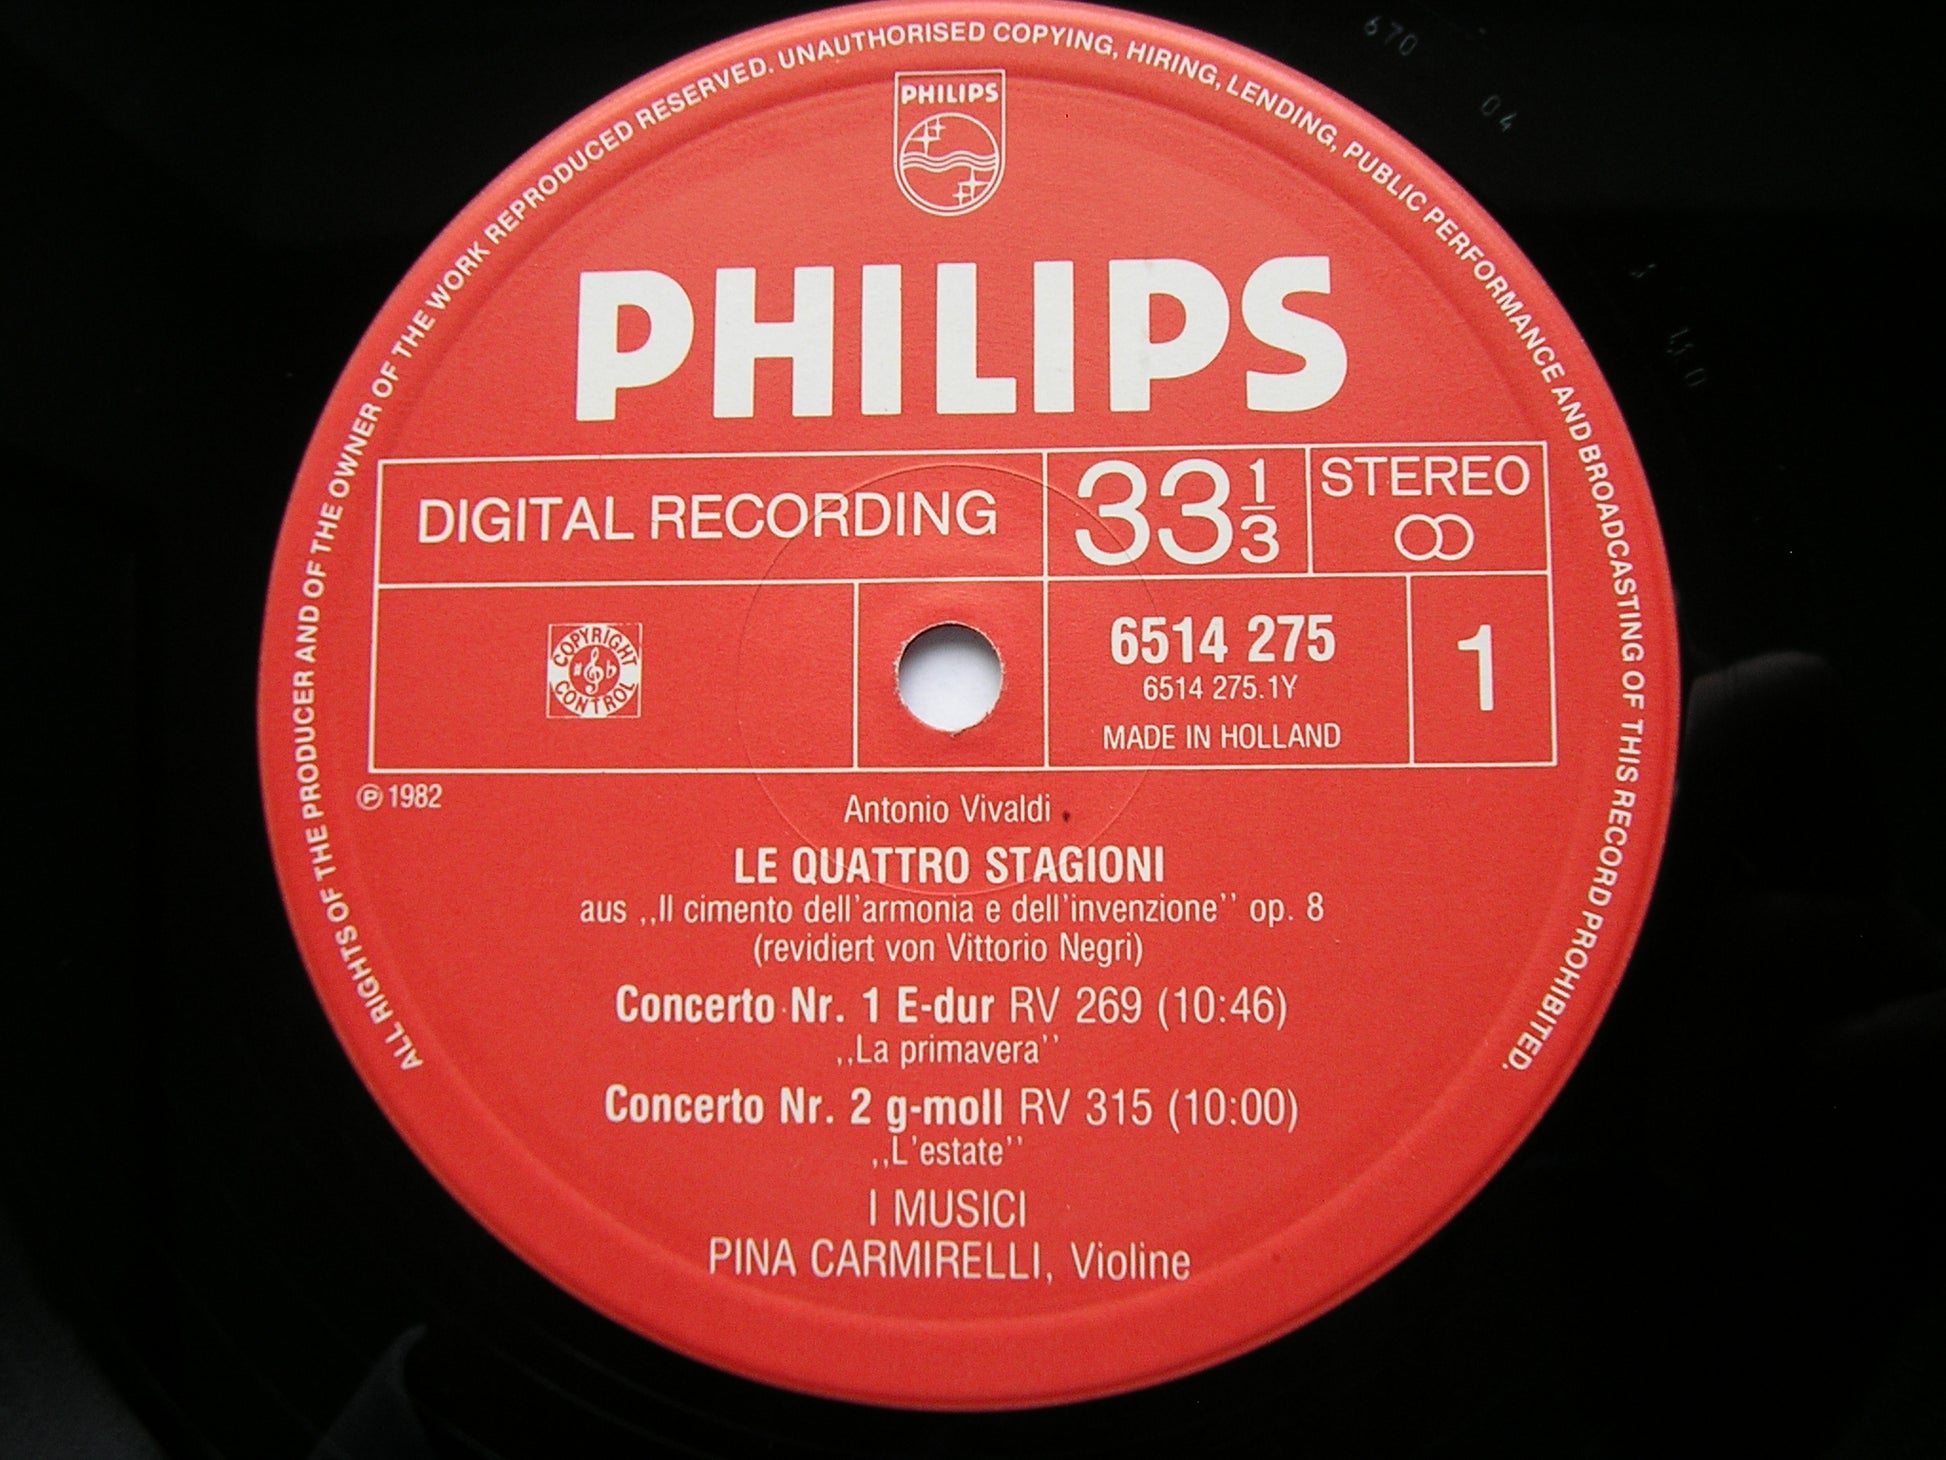 ALL RIGHTS OF THE PRODUCER AND OF THE OWNER OF THE WORK REPRODUCED RESERVED. UNAUTHORISED COPYING, HIRING, LENDING, PUBLIC PERFORMANCE AND BROADCASTING OF THIS RECORD PROHIBITED.
PHILIPS
PHILIPS
DIGITAL RECORDING
33 1/3
STEREO
COPYRIGHT CONTROL
6514 275
6514 275.1Y
MADE IN HOLLAND
1
℗ 1982
Antonio Vivaldi
LE QUATTRO STAGIONI
aus ,,Il cimento dell'armonia e dell'invenzione'' op. 8
(revidiert von Vittorio Negri)
Concerto Nr. 1 E-dur RV 269 (10:46)
,,La primavera''
Concerto Nr. 2 g-moll RV 315 (10:00)
,,L'estate''
I MUSICI
PINA CARMIRELLI, Violine
670
04